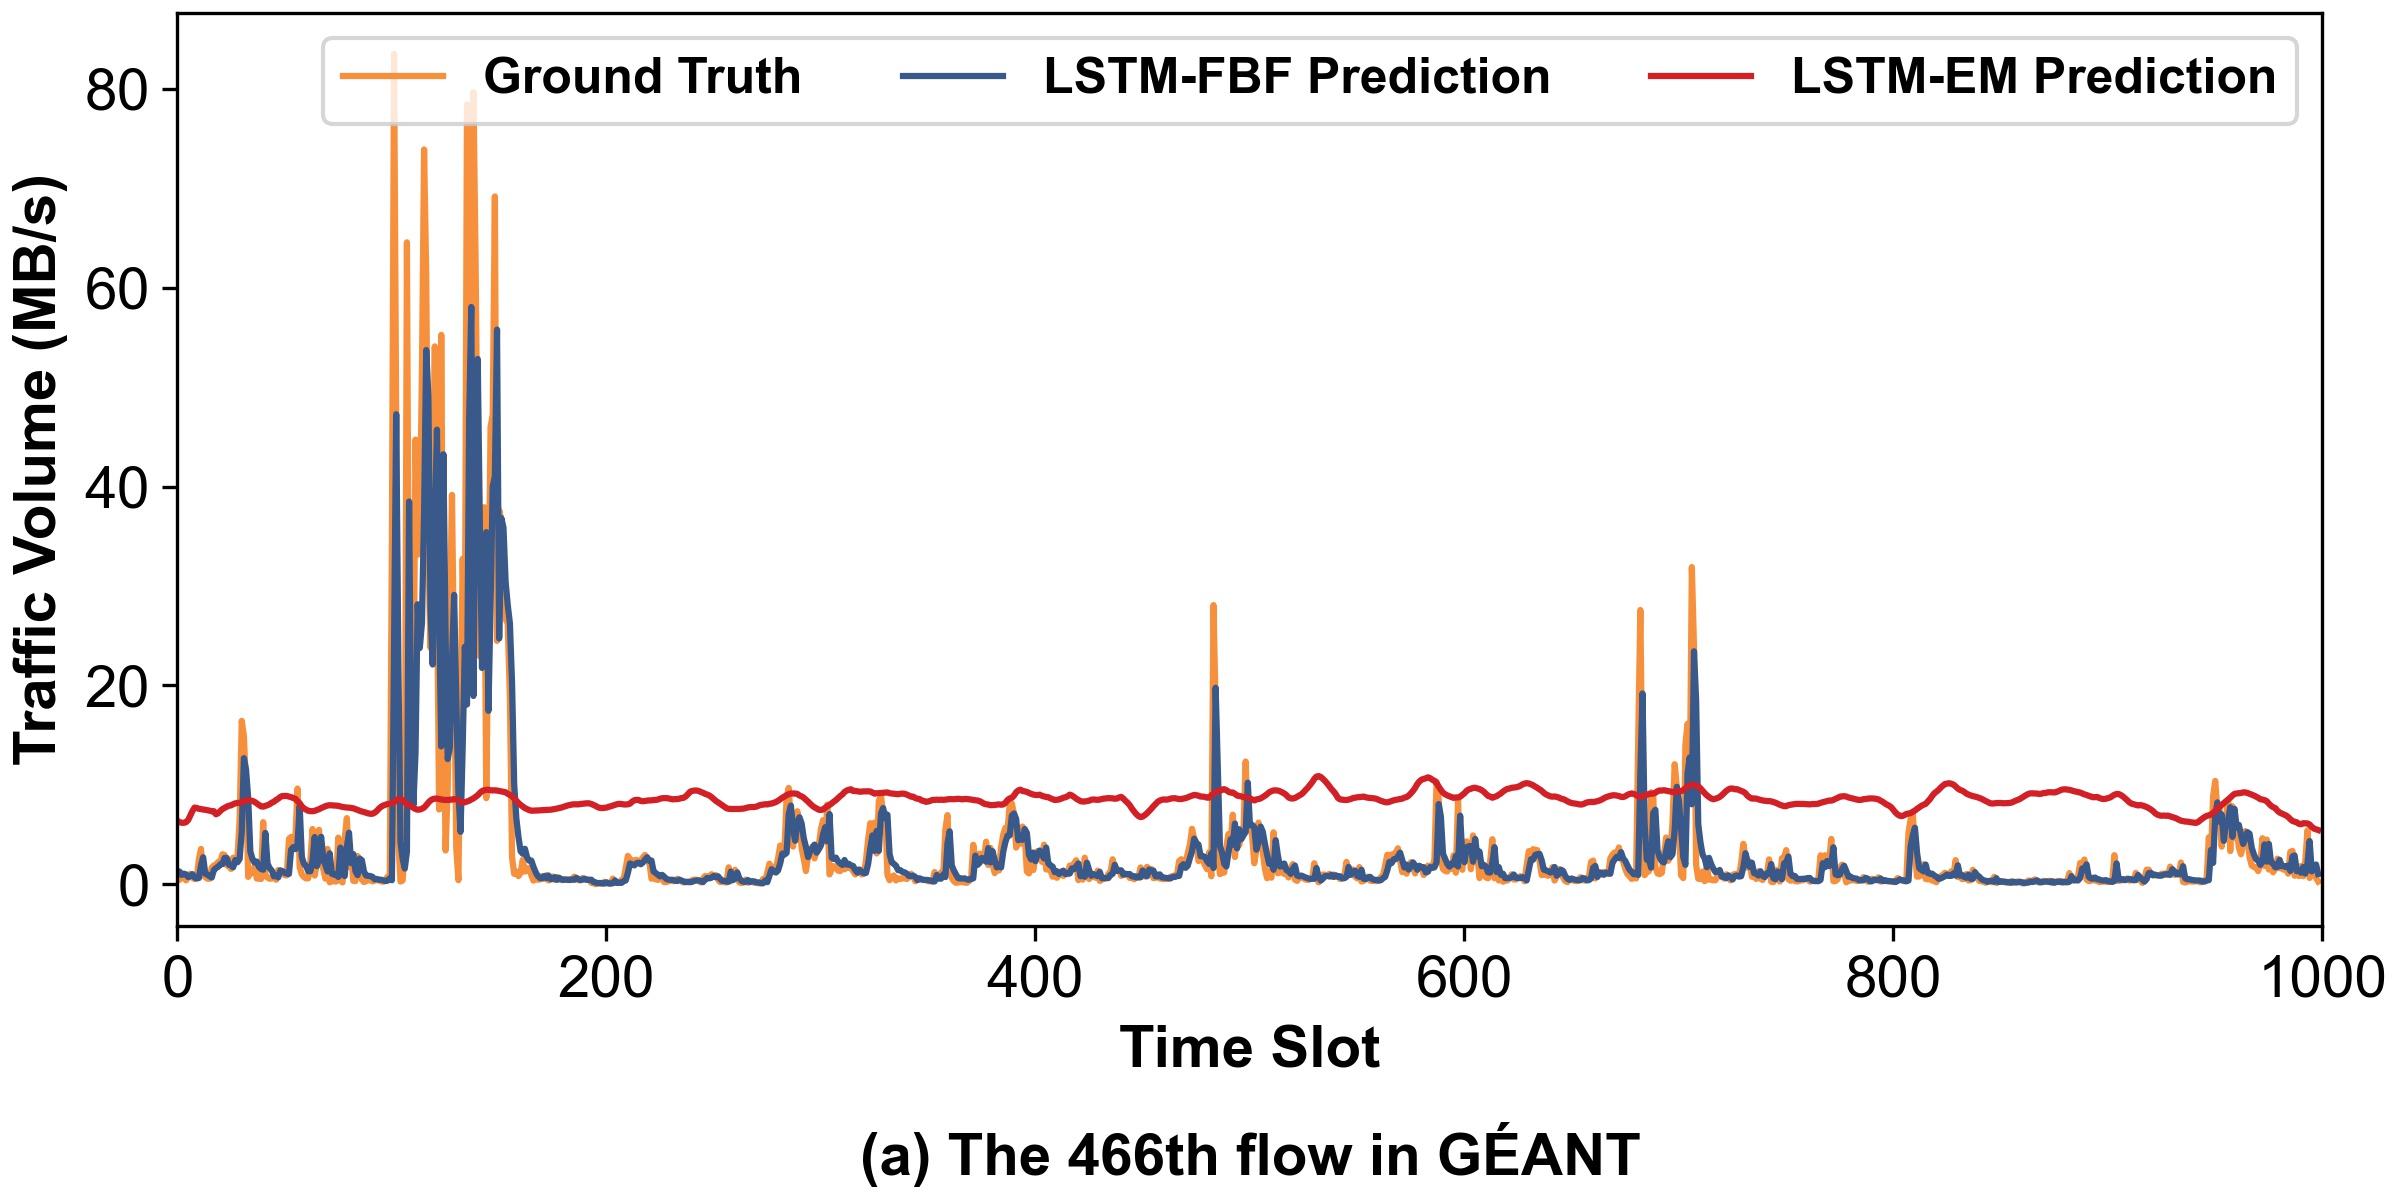 Ground Truth LSTM-FBF Prediction LSTM-EM Prediction
Traffic Volume (MB/s)
80
60
40
20
0
0 200 400 600 800 1000
Time Slot
(a) The 466th flow in GÉANT